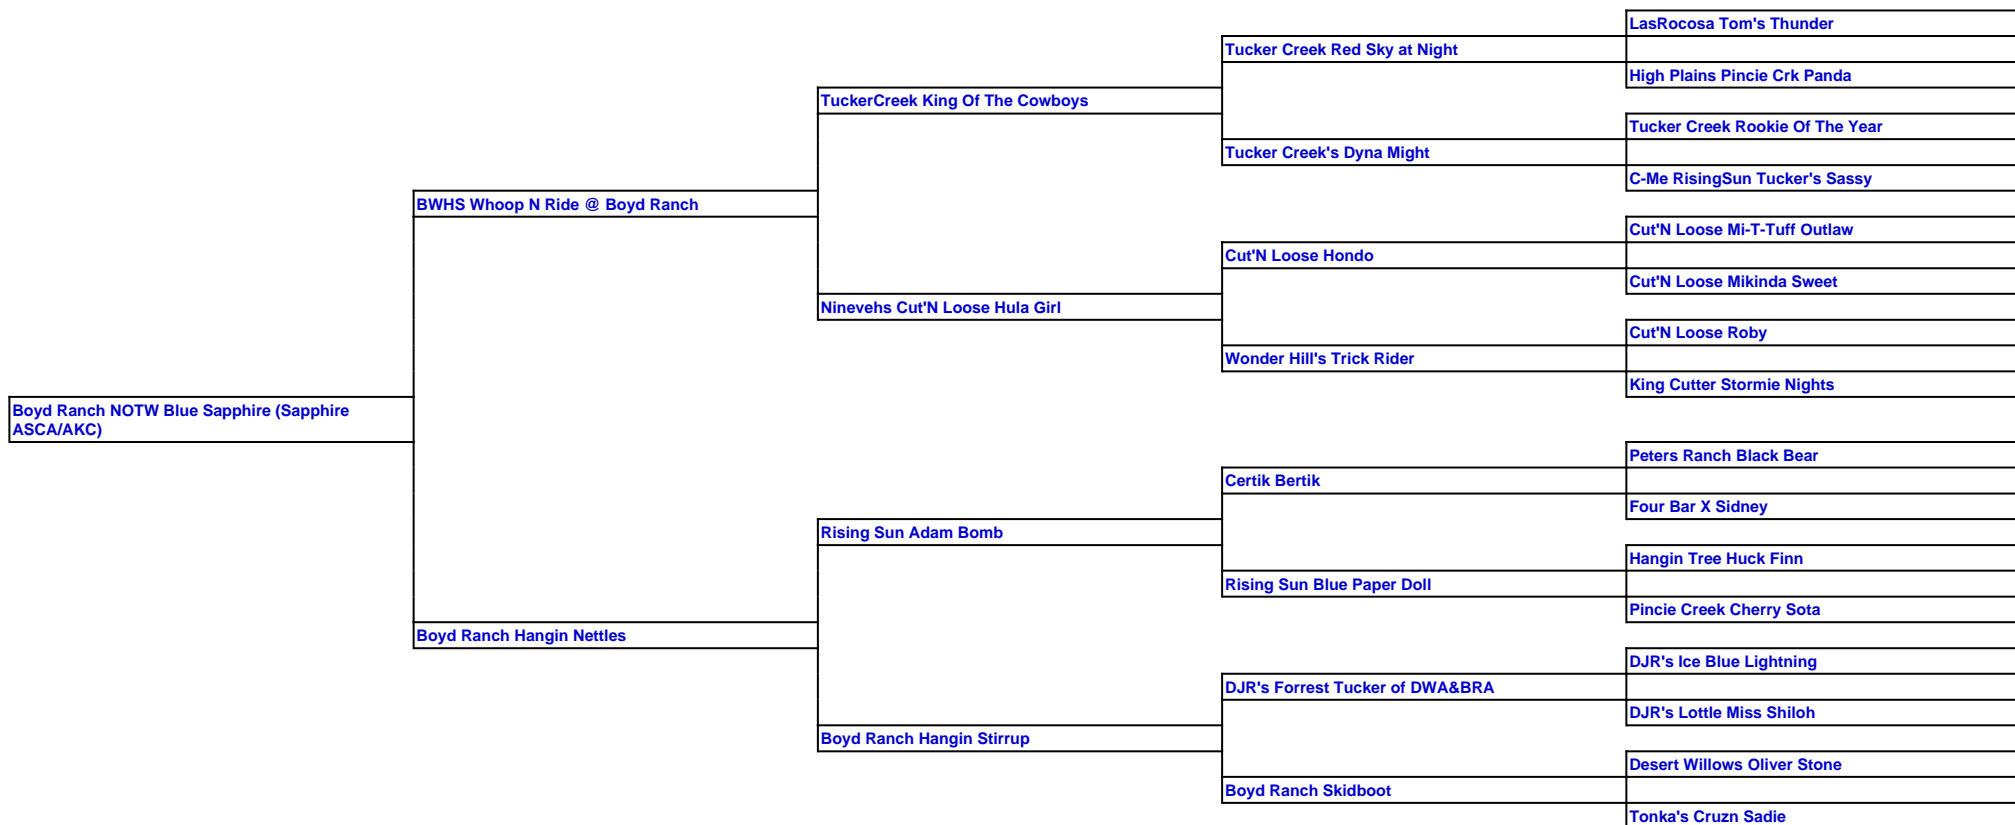 LasRocosa Tom's Thunder
Tucker Creek Red Sky at Night
High Plains Pincie Crk Panda
TuckerCreek King Of The Cowboys
Tucker Creek Rookie Of The Year
Tucker Creek's Dyna Might
C-Me RisingSun Tucker's Sassy
BWHS Whoop N Ride @ Boyd Ranch
Cut'N Loose Mi-T-Tuff Outlaw
Cut'N Loose Hondo
Cut'N Loose Mikinda Sweet
Ninevehs Cut'N Loose Hula Girl
Cut'N Loose Roby
Wonder Hill's Trick Rider
King Cutter Stormie Nights
Boyd Ranch NOTW Blue Sapphire (Sapphire
ASCA/AKC)
Peters Ranch Black Bear
Certik Bertik
Four Bar X Sidney
Rising Sun Adam Bomb
Hangin Tree Huck Finn
Rising Sun Blue Paper Doll
Pincie Creek Cherry Sota
Boyd Ranch Hangin Nettles
DJR's Ice Blue Lightning
DJR's Forrest Tucker of DWA&BRA
DJR's Lottle Miss Shiloh
Boyd Ranch Hangin Stirrup
Desert Willows Oliver Stone
Boyd Ranch Skidboot
Tonka's Cruzn Sadie